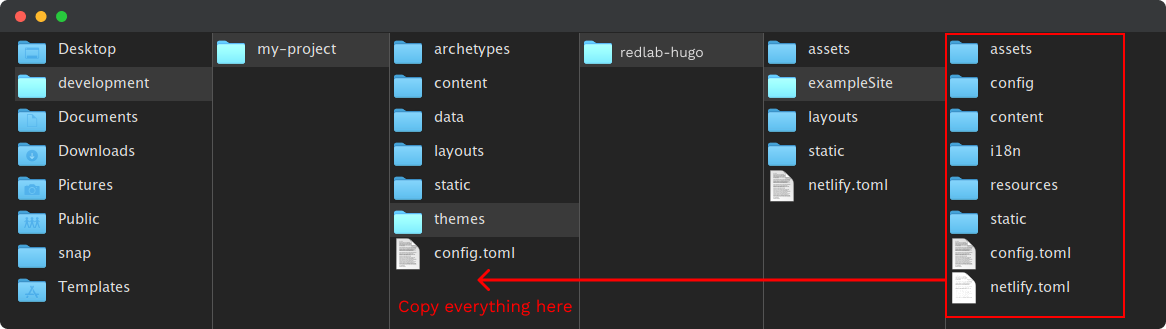 Desktop
development
Documents
Downloads
Pictures
Public
snap
Templates
my-project
archetypes
content
data
layouts
static
themes
config.toml
Copy everything here
redlab-hugo
assets
exampleSite
layouts
static
netlify.toml
assets
config
content
i18n
resources
static
config.toml
netlify.toml